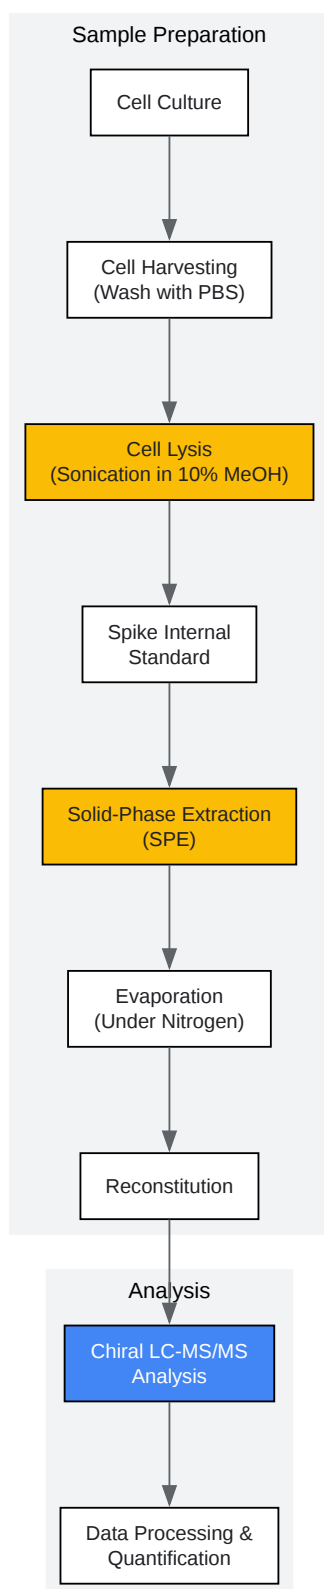 Sample Preparation
Cell Culture
Cell Harvesting
(Wash with PBS)
Cell Lysis
(Sonication in 10% MeOH)
Spike Internal
Standard
Solid-Phase Extraction
(SPE)
Evaporation
(Under Nitrogen)
Reconstitution
Analysis
Chiral LC-MS/MS
Analysis
Data Processing &
Quantification